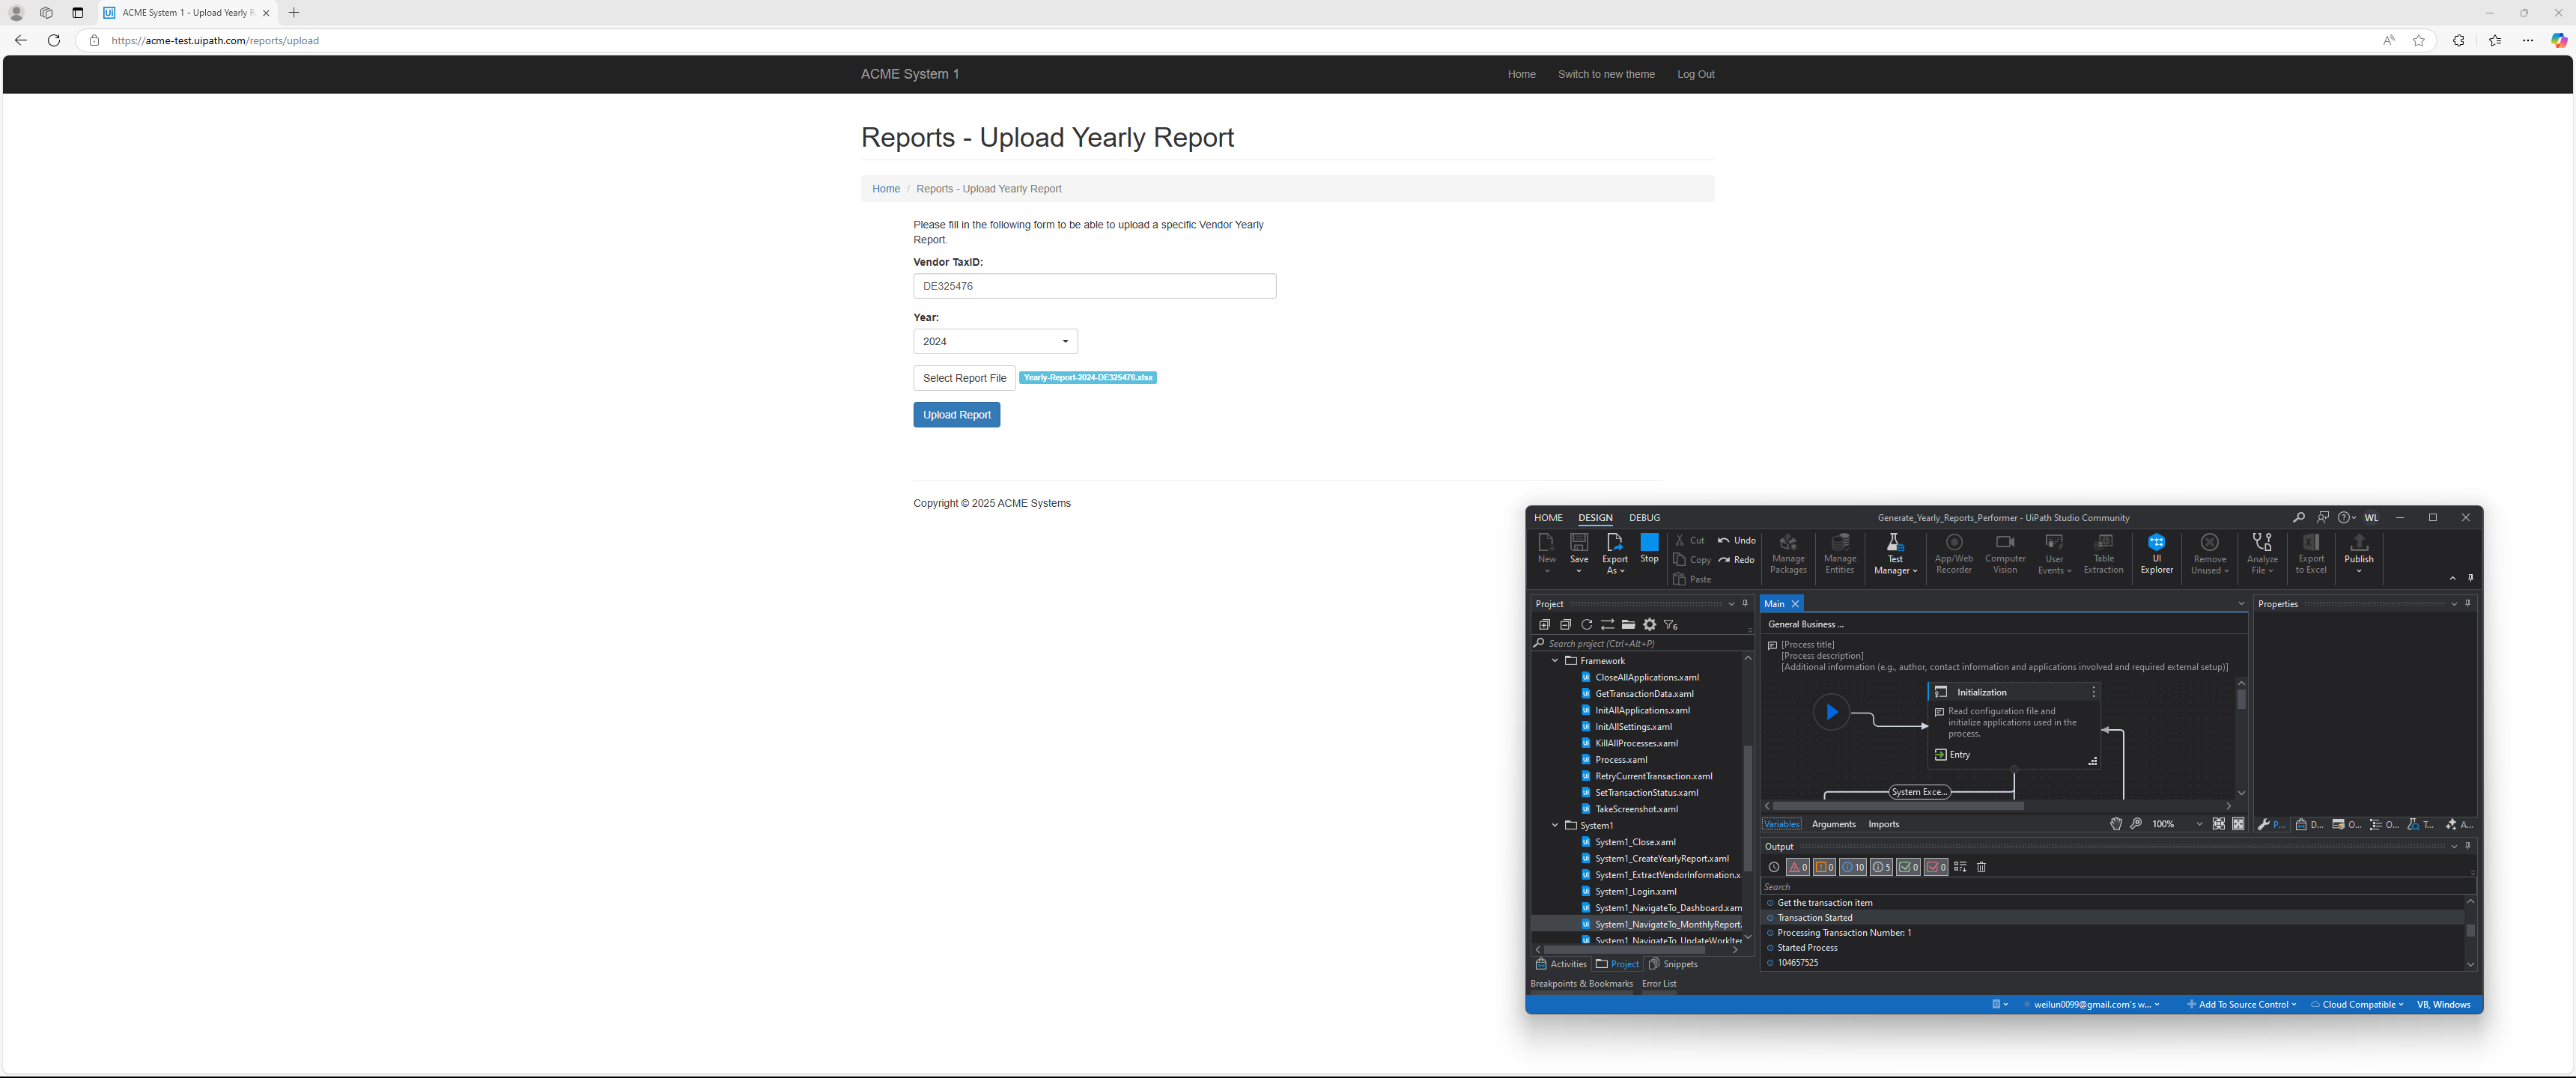 ACME System 1 - Upload Yearly R
https://acme-test.uipath.com/reports/upload
ACME System 1
Home
Switch to new theme
Log Out
Reports - Upload Yearly Report
Home / Reports - Upload Yearly Report
Please fill in the following form to be able to upload a specific Vendor Yearly
Report.
Vendor TaxID:
DE325476
Year:
2024
Select Report File
Yearly-Report-2024-DE325476.xlsx
Upload Report
Copyright © 2025 ACME Systems
HOME
DESIGN
DEBUG
Generate_Yearly_Reports_Performer - UiPath Studio Community
WL
New
Save
Export
As
Stop
Cut
Copy
Paste
Undo
Redo
Manage
Packages
Manage
Entities
Test
Manager
App/Web
Recorder
Computer
Vision
User
Events
Table
Extraction
UI
Explorer
Remove
Unused
Analyze
File
Export
to Excel
Publish
Project
Search project (Ctrl+Alt+P)
Framework
CloseAllApplications.xaml
GetTransactionData.xaml
InitAllApplications.xaml
InitAllSettings.xaml
KillAllProcesses.xaml
Process.xaml
RetryCurrentTransaction.xaml
SetTransactionStatus.xaml
TakeScreenshot.xaml
System1
System1_Close.xaml
System1_CreateYearlyReport.xaml
System1_ExtractVendorInformation.x
System1_Login.xaml
System1_NavigateTo_Dashboard.xam
System1_NavigateTo_MonthlyReport.
System1_NavigateTo_UpdateWorkIter
Activities
Project
Snippets
Breakpoints & Bookmarks
Error List
Main
General Business ...
[Process title]
[Process description]
[Additional information (e.g., author, contact information and applications involved and required external setup)]
Initialization
Read configuration file and
initialize applications used in the
process.
Entry
System Exce...
Variables
Arguments
Imports
100%
Properties
P...
D...
O...
O...
T...
A...
Output
0
0
10
5
0
0
Search
Get the transaction item
Transaction Started
Processing Transaction Number: 1
Started Process
104657525
weilun0099@gmail.com's w...
Add To Source Control
Cloud Compatible
VB, Windows